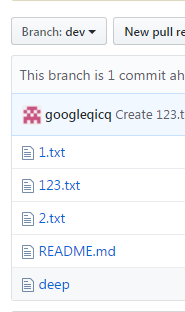 Branch: dev
New pull re
This branch is 1 commit ah
googleqicq Create 123.t
1.txt
123.txt
2.txt
README.md
deep